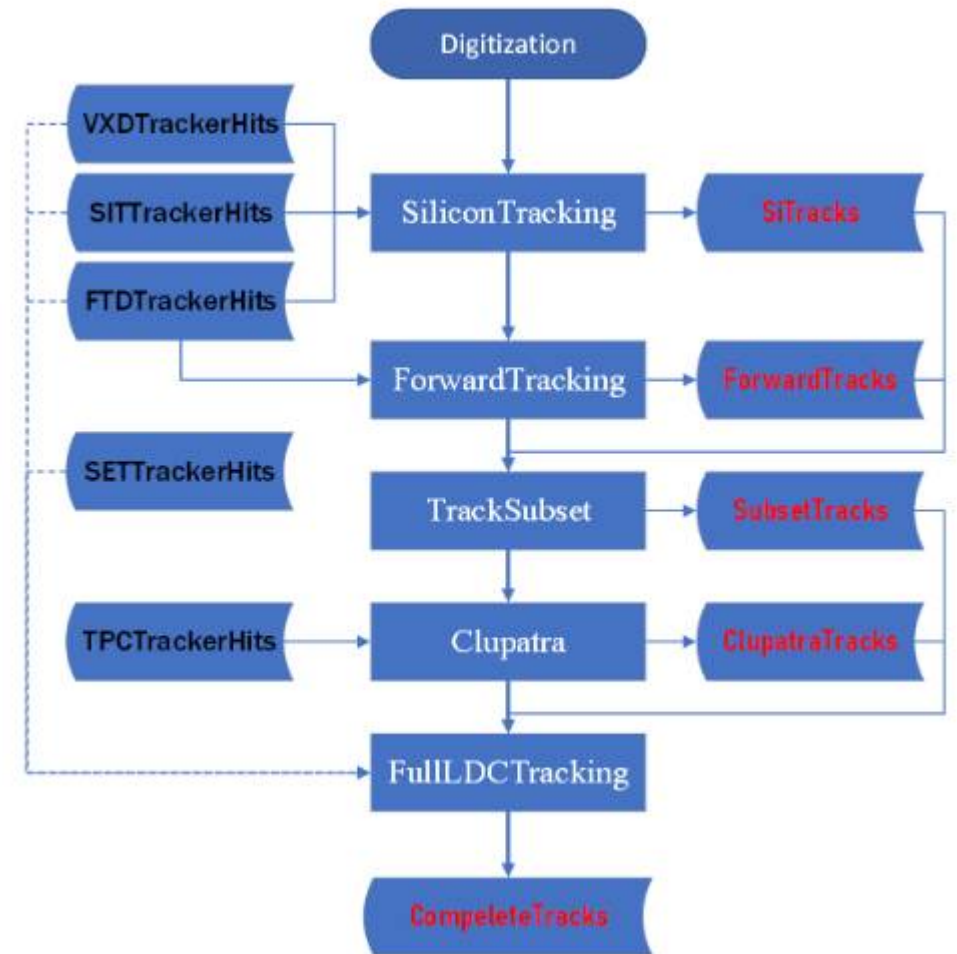 Digitization
VXDTrackerHits
SITTrackerHits
SiliconTracking
SiTracks
FTDTrackerHits
ForwardTracking
ForwardTracks
SETTrackerHits
TrackSubset
SubsetTracks
TPCTrackerHits
Clupatra
ClupatraTracks
FullLDCTracking
CompeleteTracks